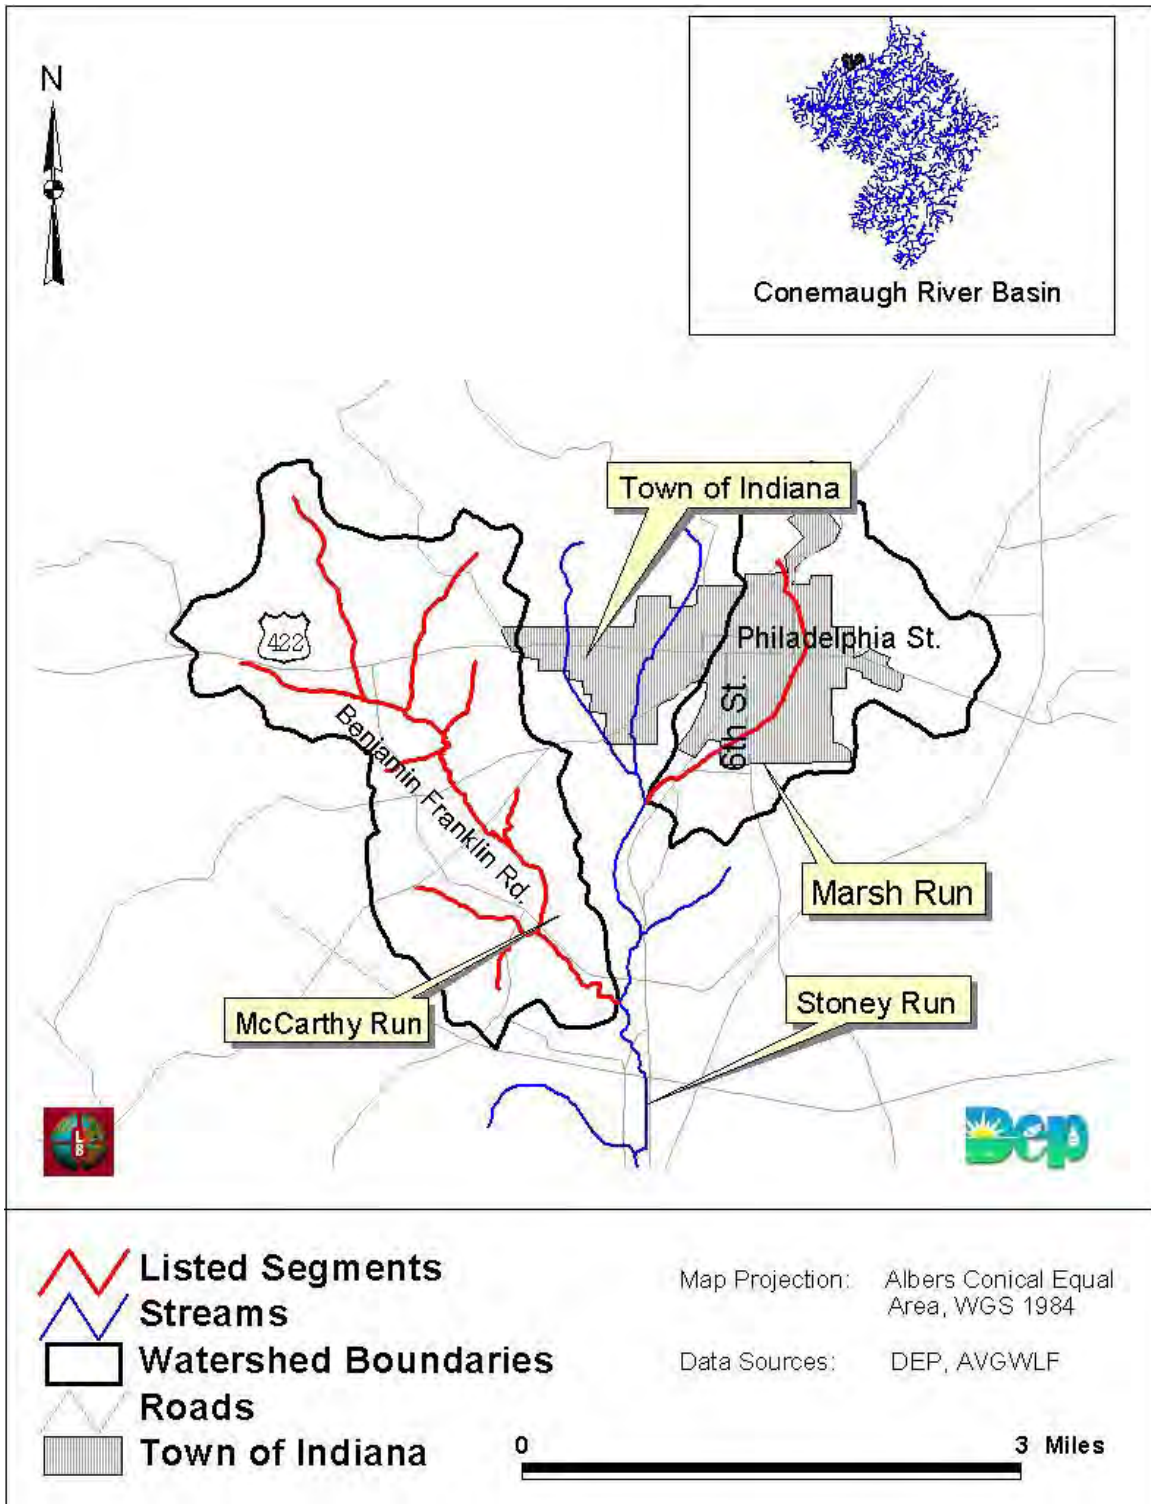 N
Conemaugh River Basin
Town of Indiana
422
Philadelphia St.
6th St.
Benjamin Franklin Rd.
Marsh Run
McCarthy Run
Stoney Run
L
B
Dep
Listed Segments
Streams
Watershed Boundaries
Roads
Town of Indiana
Map Projection: Albers Conical Equal
Area, WGS 1984
Data Sources: DEP, AVGWLF
0 3 Miles